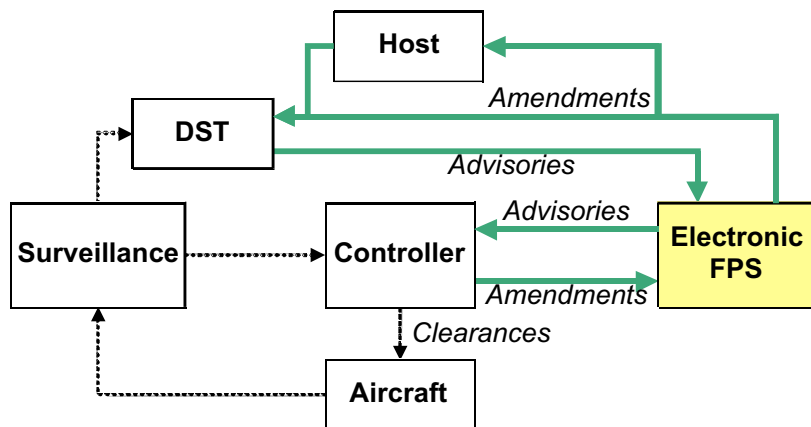 Host
Amendments
DST
Advisories
Surveillance
Controller
Advisories
Electronic
FPS
Amendments
Clearances
Aircraft